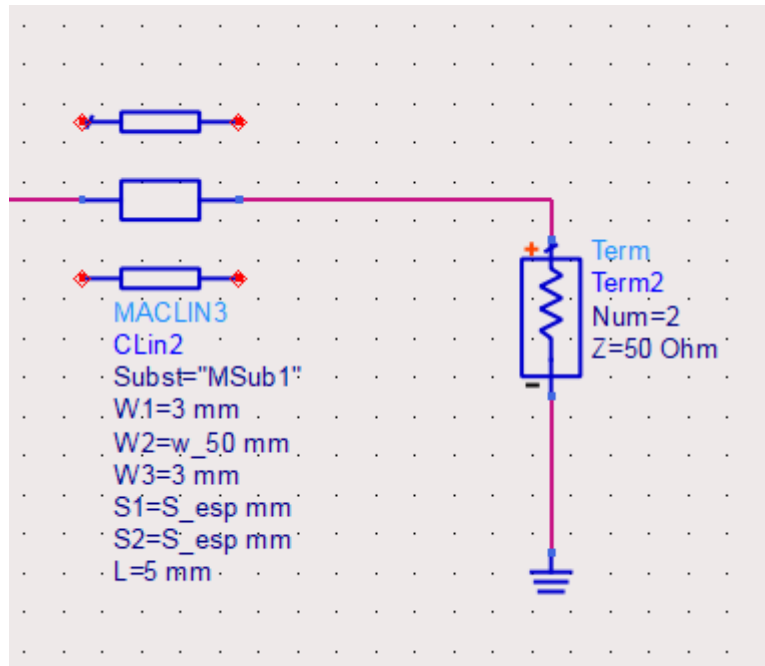 MACLIN3
CLin2
Subst="MSub1"
W1=3 mm
W2=w_50 mm
W3=3 mm
S1=S_esp mm
S2=S_esp mm
L=5 mm
+
Term
Term2
Num=2
Z=50 Ohm
-